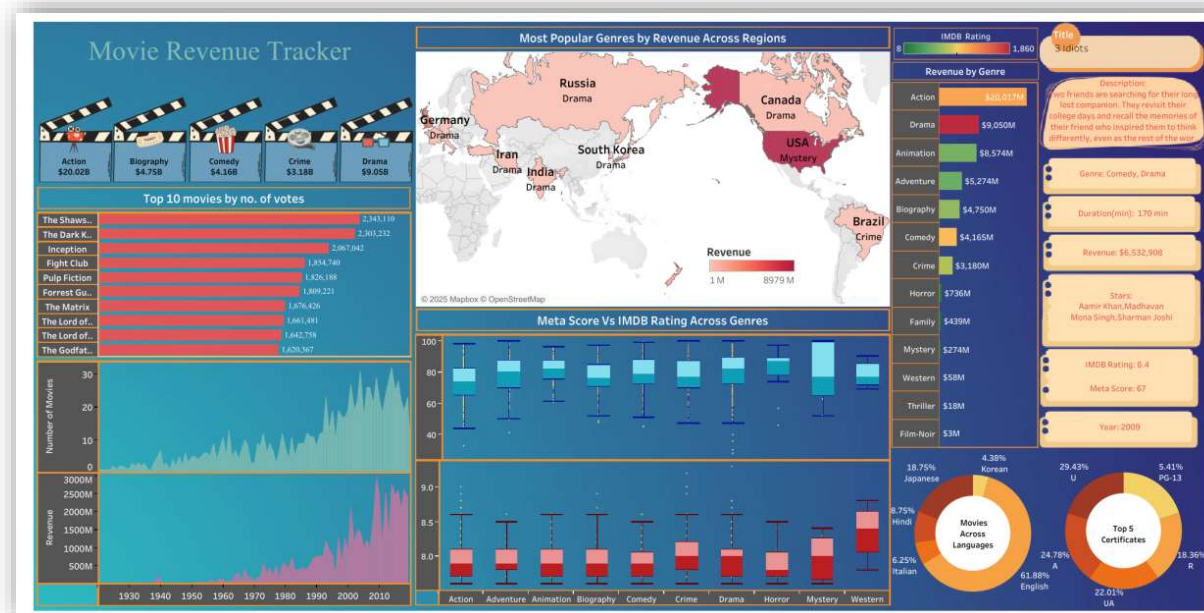 Movie Revenue Tracker
Action
$20.02B
Biography
$4.75B
Comedy
$4.16B
Crime
$3.18B
Drama
$9.05B
Top 10 movies by no. of votes
The Shaws.. 2,343,110
The Dark K.. 2,303,232
Inception 2,067,042
Fight Club 1,854,740
Pulp Fiction 1,826,188
Forrest Gu.. 1,809,221
The Matrix 1,676,426
The Lord of.. 1,661,481
The Lord of.. 1,642,758
The Godfat.. 1,620,367
Number of Movies
30
20
10
0
Revenue
3000M
2500M
2000M
1500M
1000M
500M
1930 1940 1950 1960 1970 1980 1990 2000 2010
Most Popular Genres by Revenue Across Regions
Russia
Drama
Canada
Drama
Germany
Drama
USA
Mystery
Iran
Drama
South Korea
Drama
India
Drama
Brazil
Crime
Revenue
1 M 8979 M
© 2025 Mapbox © OpenStreetMap
Meta Score Vs IMDB Rating Across Genres
100
80
60
40
9.0
8.5
8.0
Action Adventure Animation Biography Comedy Crime Drama Horror Mystery Western
IMDB Rating
8 1,860
Revenue by Genre
Action $20,017M
Drama $9,050M
Animation $8,574M
Adventure $5,274M
Biography $4,750M
Comedy $4,165M
Crime $3,180M
Horror $736M
Family $439M
Mystery $274M
Western $58M
Thriller $18M
Film-Noir $3M
Title
3 Idiots
Description:
wo friends are searching for their long
lost companion. They revisit their
college days and recall the memories of
their friend who inspired them to think
differently, even as the rest of the wor
Genre: Comedy, Drama
Duration(min): 170 min
Revenue: $6,532,908
Stars:
Aamir Khan,Madhavan
Mona Singh,Sharman Joshi
IMDB Rating: 8.4
Meta Score: 67
Year: 2009
Movies
Across
Languages
4.38%
Korean
18.75%
Japanese
8.75%
Hindi
6.25%
Italian
61.88%
English
Top 5
Certificates
29.43%
U
5.41%
PG-13
24.78%
A
18.36%
R
22.01%
UA